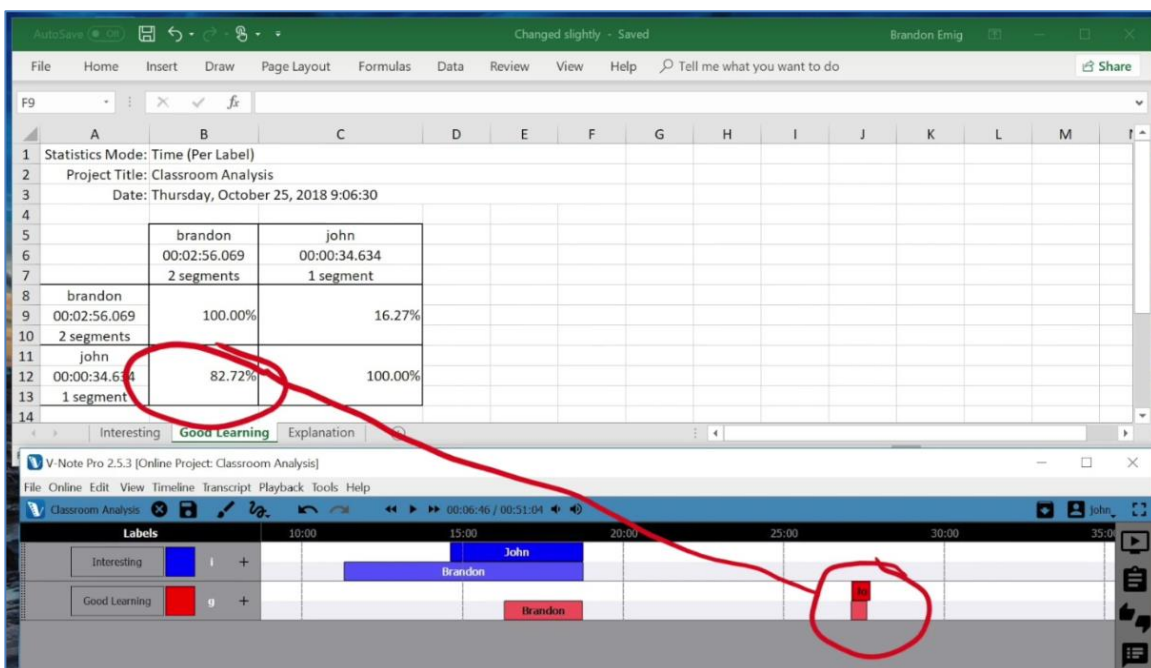 AutoSave Off Changed slightly - Saved Brandon Emig
File Home Insert Draw Page Layout Formulas Data Review View Help Tell me what you want to do Share
F9 fx
A B C D E F G H I J K L M
1 Statistics Mode: Time (Per Label)
2 Project Title: Classroom Analysis
3 Date: Thursday, October 25, 2018 9:06:30
4
5 brandon john
6 00:02:56.069 00:00:34.634
7 2 segments 1 segment
8 brandon
9 00:02:56.069 100.00% 16.27%
10 2 segments
11 john
12 00:00:34.634 82.72% 100.00%
13 1 segment
14
Interesting Good Learning Explanation
V-Note Pro 2.5.3 [Online Project: Classroom Analysis]
File Online Edit View Timeline Transcript Playback Tools Help
Classroom Analysis 00:06:46 / 00:51:04 john
Labels 10:00 15:00 20:00 25:00 30:00 35:00
John
Interesting i +
Brandon
Good Learning g +
Brandon